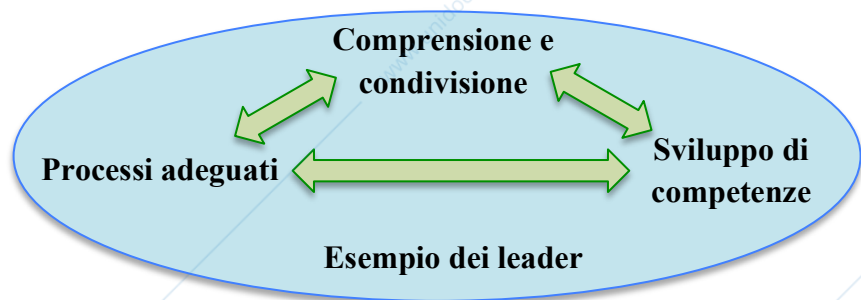 Comprensione e
condivisione
Processi adeguati
Sviluppo di
competenze
Esempio dei leader